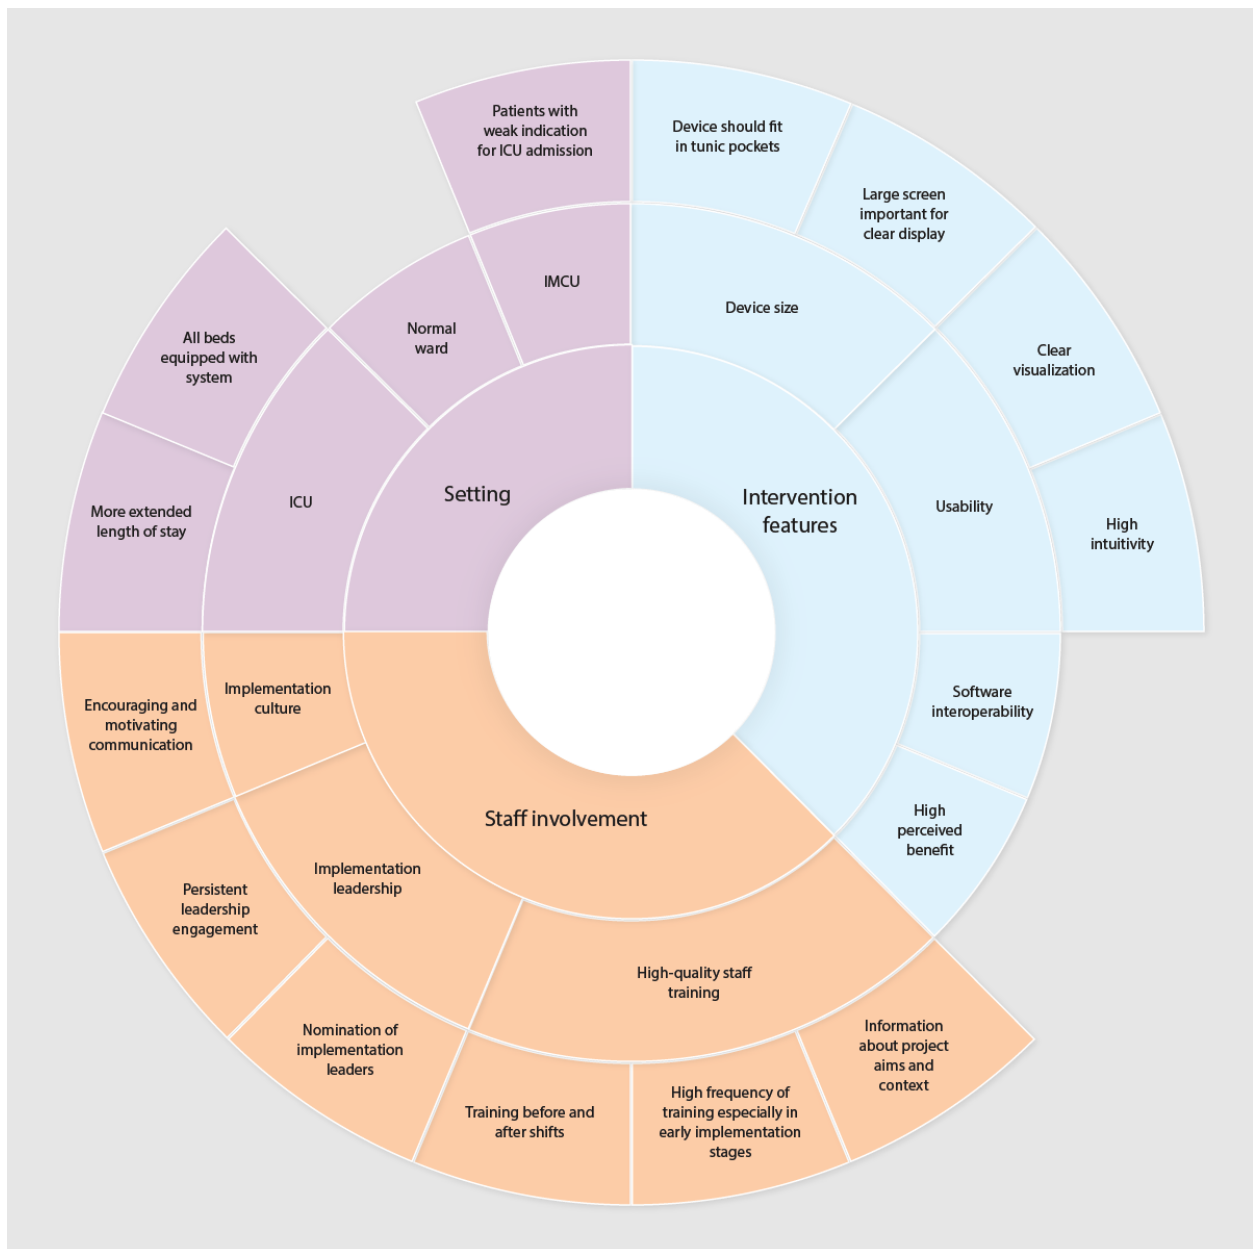 Patients with
weak indication
for ICU admission
Device should fit
in tunic pockets
Large screen
important for
clear display
IMCU
Device size
Normal
ward
All beds
equipped with
system
Clear
visualization
More extended
length of stay
ICU
Setting
Intervention
features
Usability
High
intuitivity
Encouraging and
motivating
communication
Implementation
culture
Software
interoperability
High
perceived
benefit
Staff involvement
Implementation
leadership
Persistent
leadership
engagement
High-quality staff
training
Nomination of
implementation
leaders
Training before and
after shifts
High frequency of
training especially in
early implementation
stages
Information
about project
aims and
context